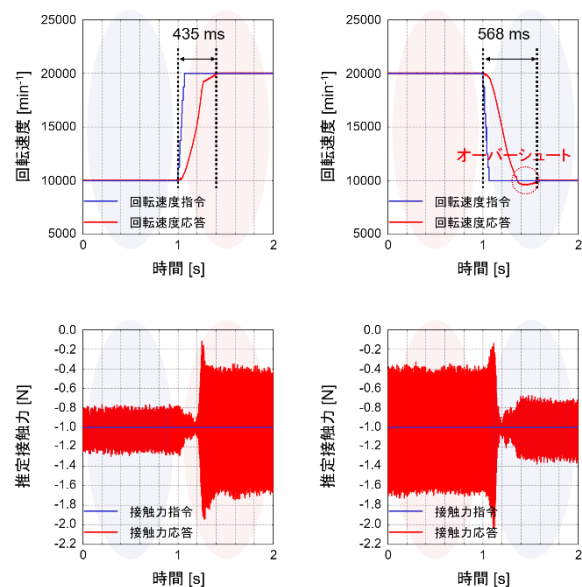 435 ms
回転速度 [min⁻¹]
25000
20000
15000
10000
5000
回転速度指令
回転速度応答
0
1
2
時間 [s]
568 ms
回転速度 [min⁻¹]
25000
20000
15000
10000
5000
オーバーシュート
回転速度指令
回転速度応答
0
1
2
時間 [s]
推定接触力 [N]
0.0
-0.2
-0.4
-0.6
-0.8
-1.0
-1.2
-1.4
-1.6
-1.8
-2.0
-2.2
接触力指令
接触力応答
0
1
2
時間 [s]
推定接触力 [N]
0.0
-0.2
-0.4
-0.6
-0.8
-1.0
-1.2
-1.4
-1.6
-1.8
-2.0
-2.2
接触力指令
接触力応答
0
1
2
時間 [s]